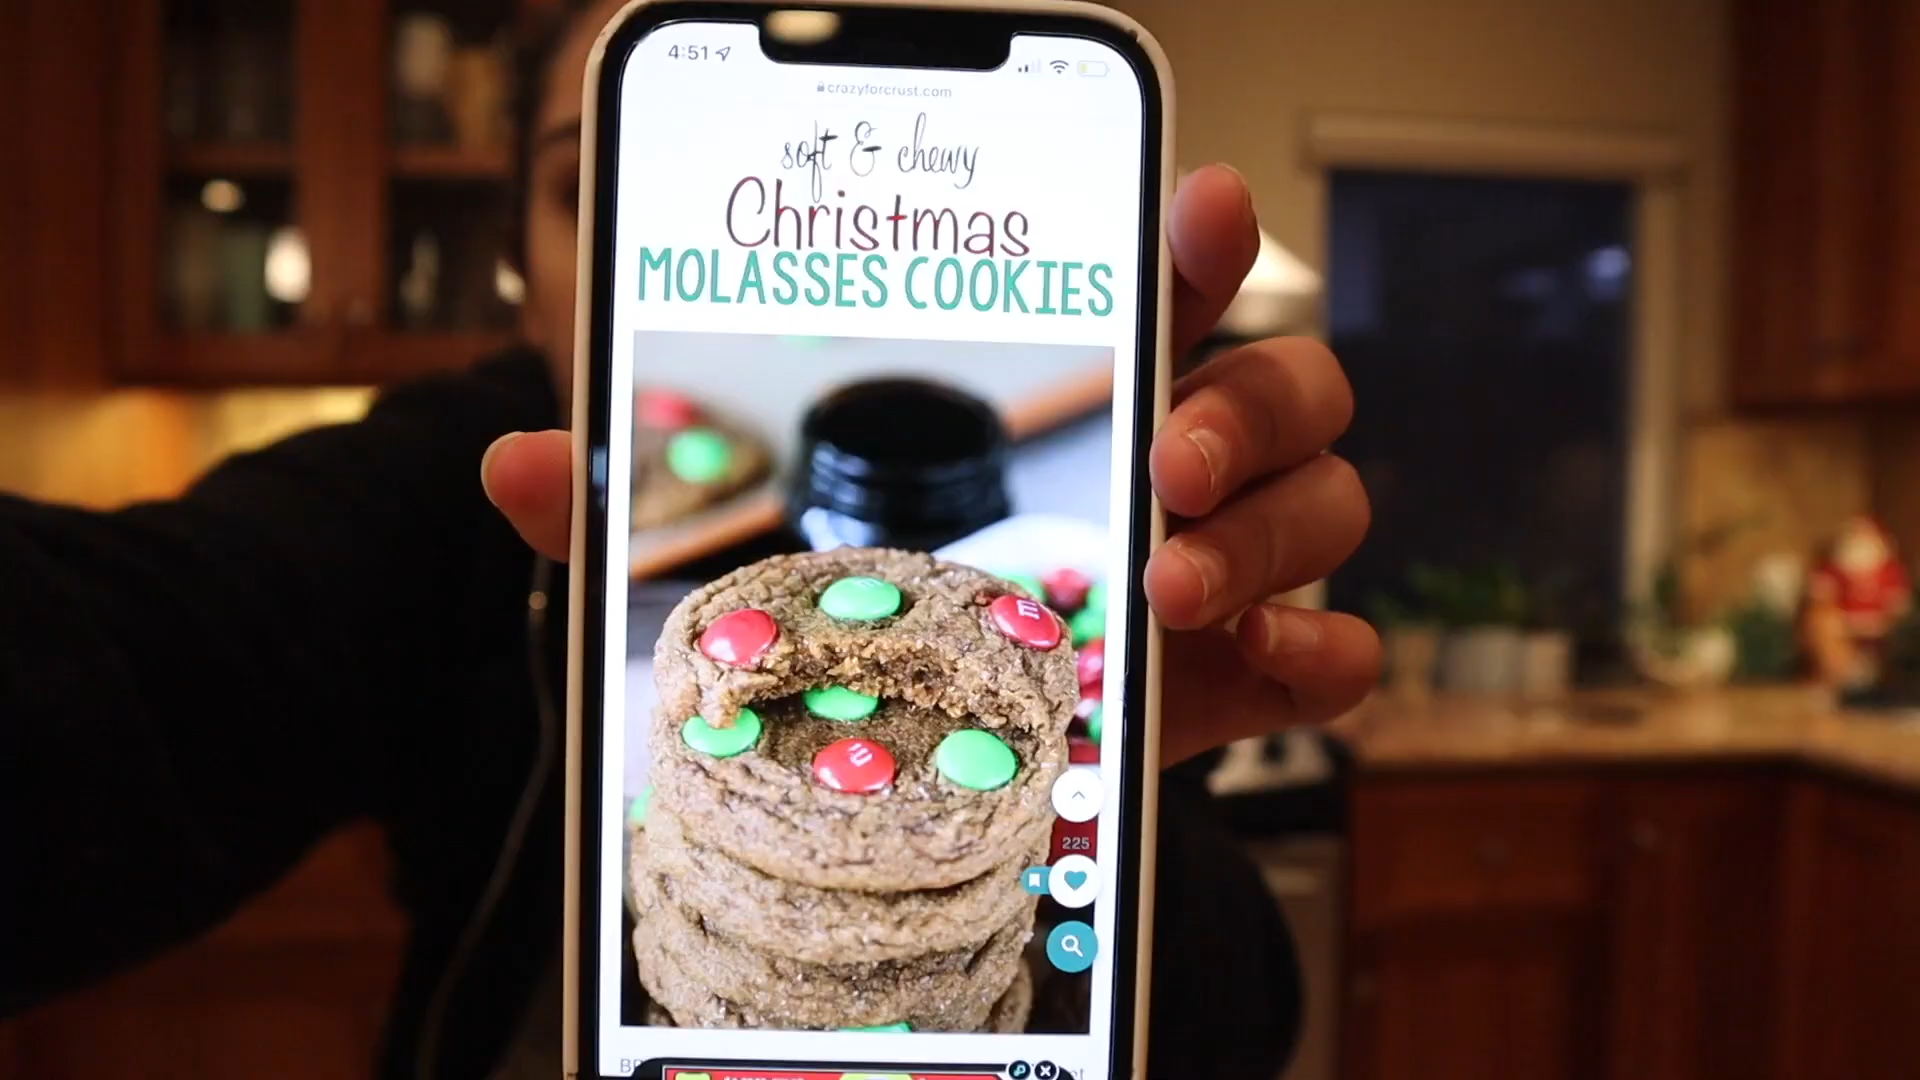 4:51
crazyforcrust.com
soft & chewy
Christmas
MOLASSES COOKIES
225